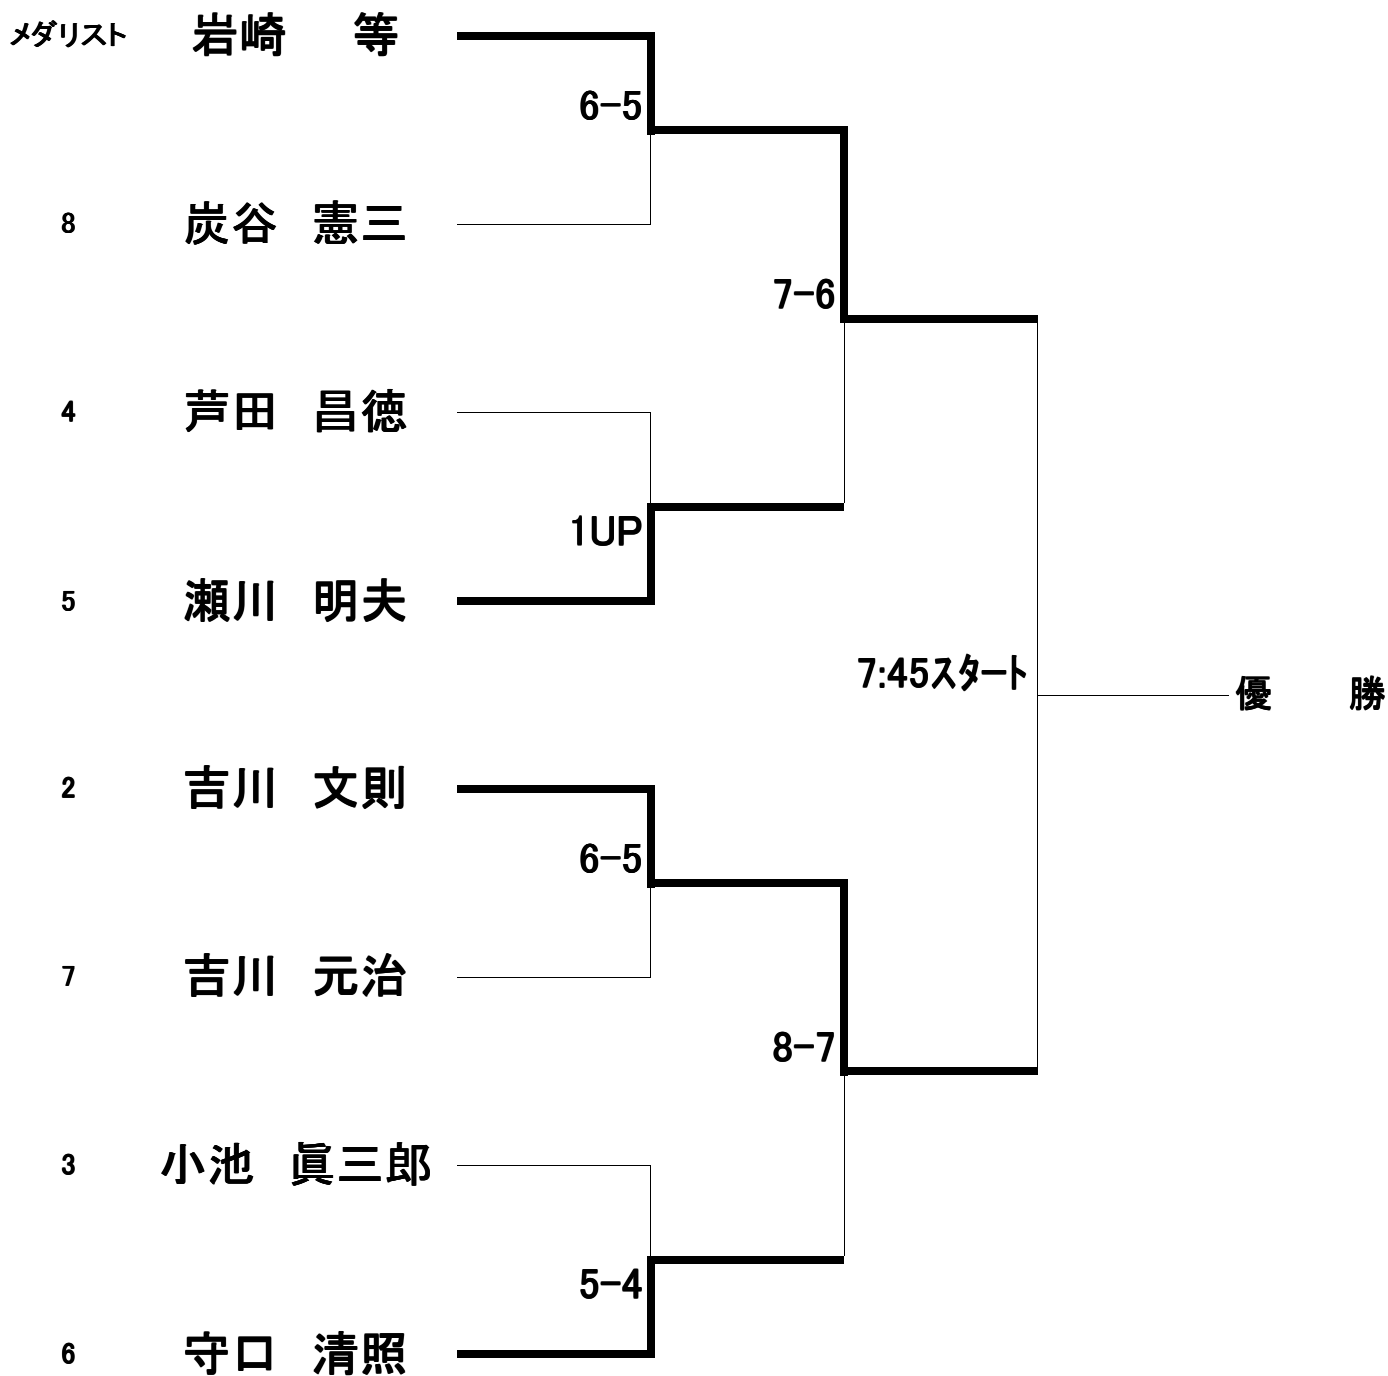 メダリスト 岩崎 等
6-5
8 炭谷 憲三
7-6
4 芦田 昌徳
1UP
5 瀬川 明夫
7:45スタート
優 勝
2 吉川 文則
6-5
7 吉川 元治
8-7
3 小池 眞三郎
5-4
6 守口 清照